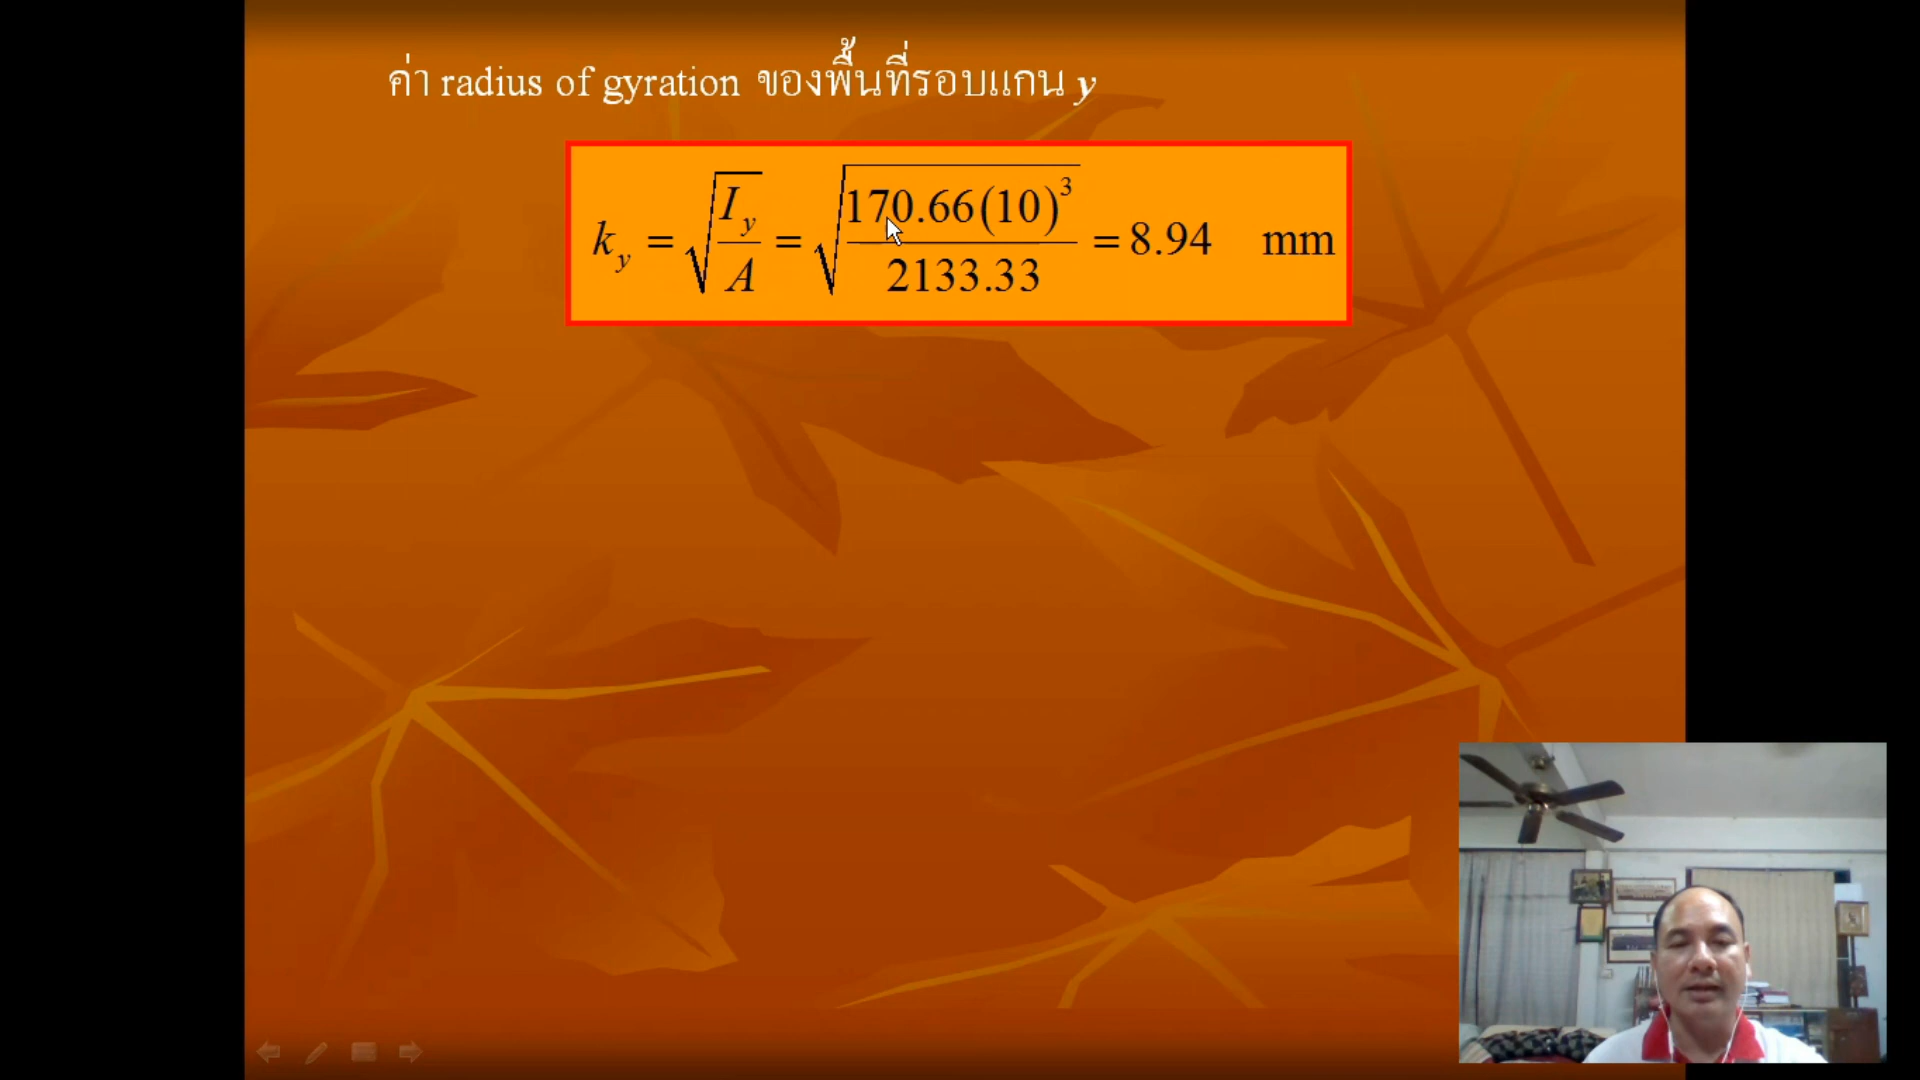 ค่า radius of gyration ของพื้นที่รอบแกน y
k_y = √(I_y / A) = √(170.66(10)^3 / 2133.33) = 8.94 mm